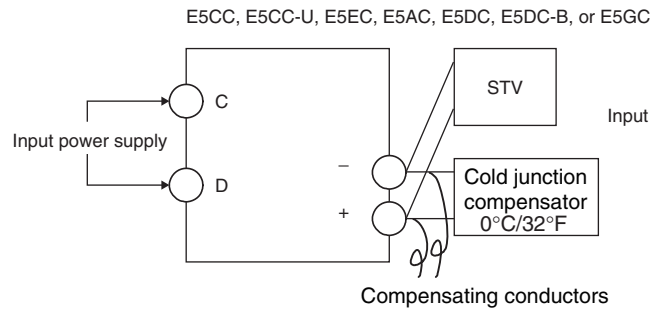 E5CC, E5CC-U, E5EC, E5AC, E5DC, E5DC-B, or E5GC
STV
C
Input
Input power supply
−
Cold junction
compensator
0°C/32°F
D
+
Compensating conductors